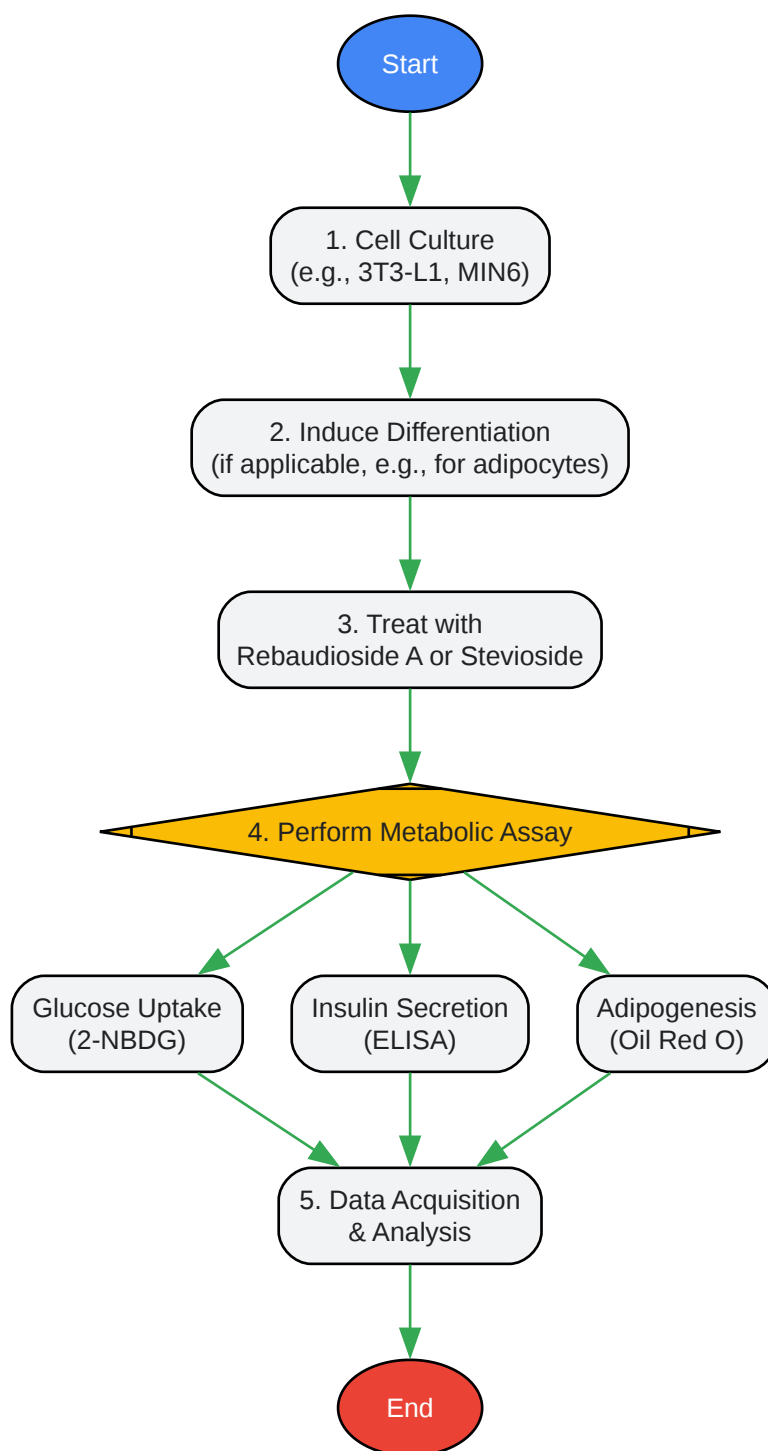 Start
1. Cell Culture
(e.g., 3T3-L1, MIN6)
2. Induce Differentiation
(if applicable, e.g., for adipocytes)
3. Treat with
Rebaudioside A or Stevioside
4. Perform Metabolic Assay
Glucose Uptake
(2-NBDG)
Insulin Secretion
(ELISA)
Adipogenesis
(Oil Red O)
5. Data Acquisition
& Analysis
End